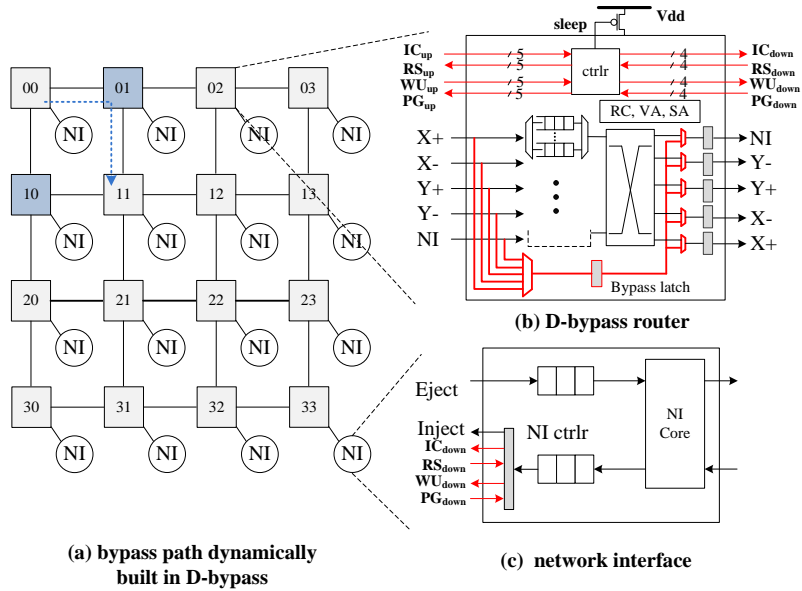 00 01 02 03
NI NI NI NI
10 11 12 13
NI NI NI NI
20 21 22 23
NI NI NI NI
30 31 32 33
NI NI NI NI
(a) bypass path dynamically
built in D-bypass
Vdd
sleep
ICup 5 ctrlr 4 ICdown
RSup 5 4 RSdown
WUup 5 4 WUdown
PGup 5 4 PGdown
RC, VA, SA
X+ NI
X- Y-
Y+ Y+
Y- X-
NI X+
Bypass latch
(b) D-bypass router
Eject
NI
Core
Inject NI ctrlr
ICdown
RSdown
WUdown
PGdown
(c) network interface